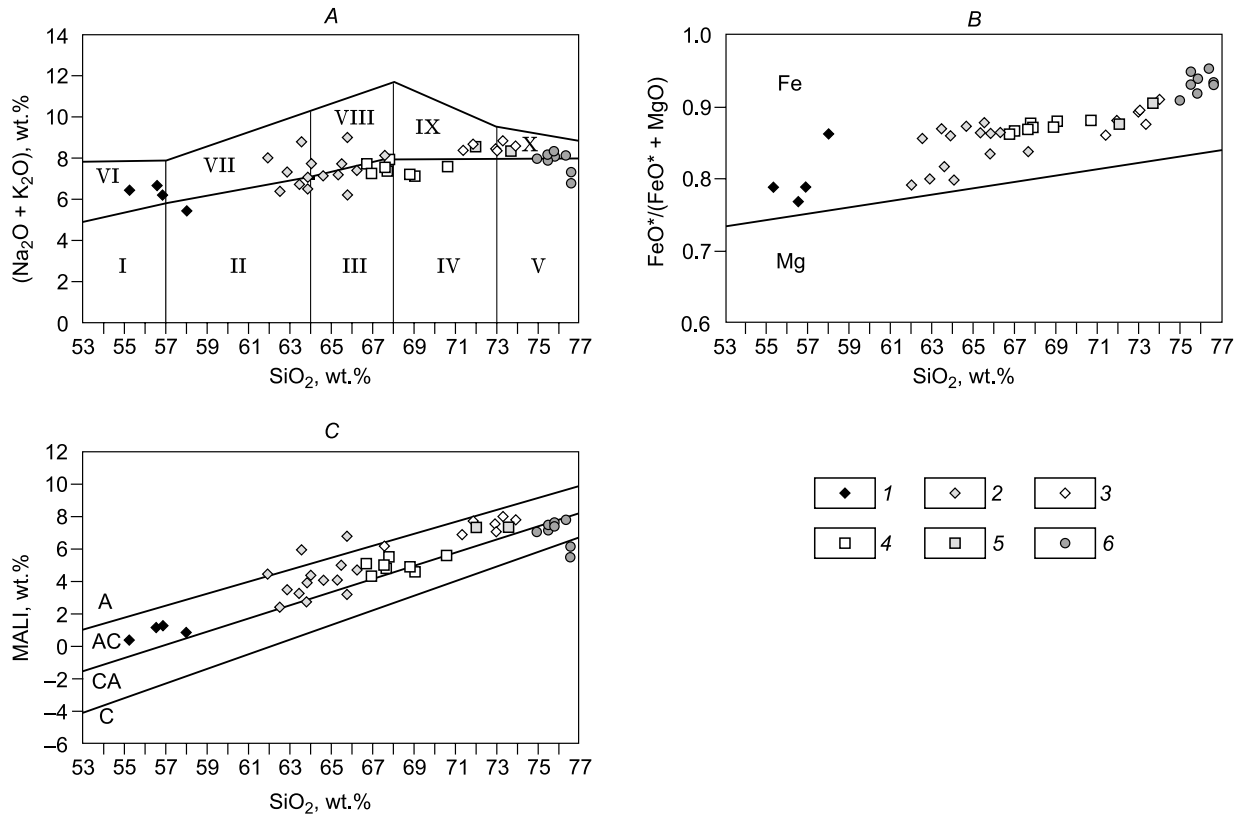 A
(Na₂O + K₂O), wt.%
14
12
10
8
6
4
2
0
VI
VII
VIII
IX
X
I
II
III
IV
V
53 55 57 59 61 63 65 67 69 71 73 75 77
SiO₂, wt.%
B
FeO*/(FeO* + MgO)
1.0
0.9
0.8
0.7
0.6
Fe
Mg
53 55 57 59 61 63 65 67 69 71 73 75 77
SiO₂, wt.%
C
MALI, wt.%
12
10
8
6
4
2
0
–2
–4
–6
A
AC
CA
C
53 55 57 59 61 63 65 67 69 71 73 75 77
SiO₂, wt.%
1 2 3
4 5 6